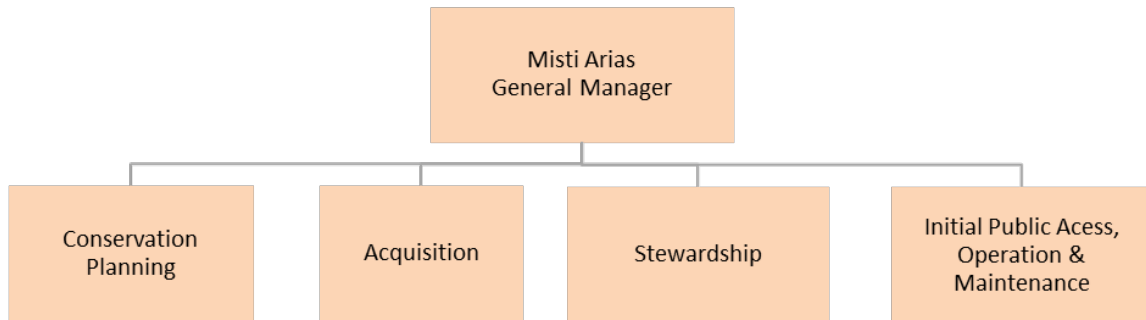 Misti Arias
General Manager
Conservation
Planning
Acquisition
Stewardship
Initial Public Acess,
Operation &
Maintenance